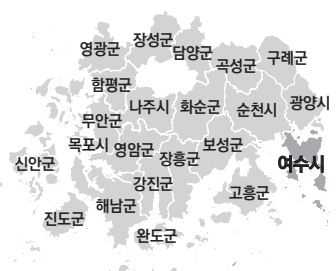 장성군
영광군
담양군
곡성군
구례군
함평군
나주시
화순군
순천시
광양시
무안군
목포시
영암군
장흥군
보성군
신안군
여수시
강진군
고흥군
해남군
진도군
완도군